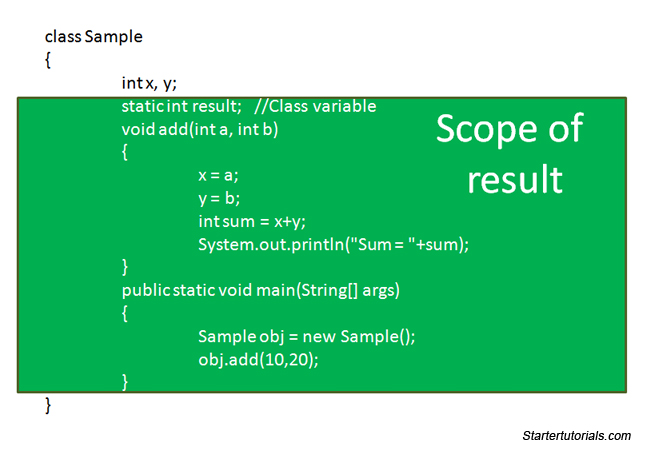 class Sample
{
int x, y;
static int result;   //Class variable
void add(int a, int b)
{
x = a;
y = b;
int sum = x+y;
System.out.println("Sum = "+sum);
}
public static void main(String[] args)
{
Sample obj = new Sample();
obj.add(10,20);
}
}
Scope of
result
Startertutorials.com